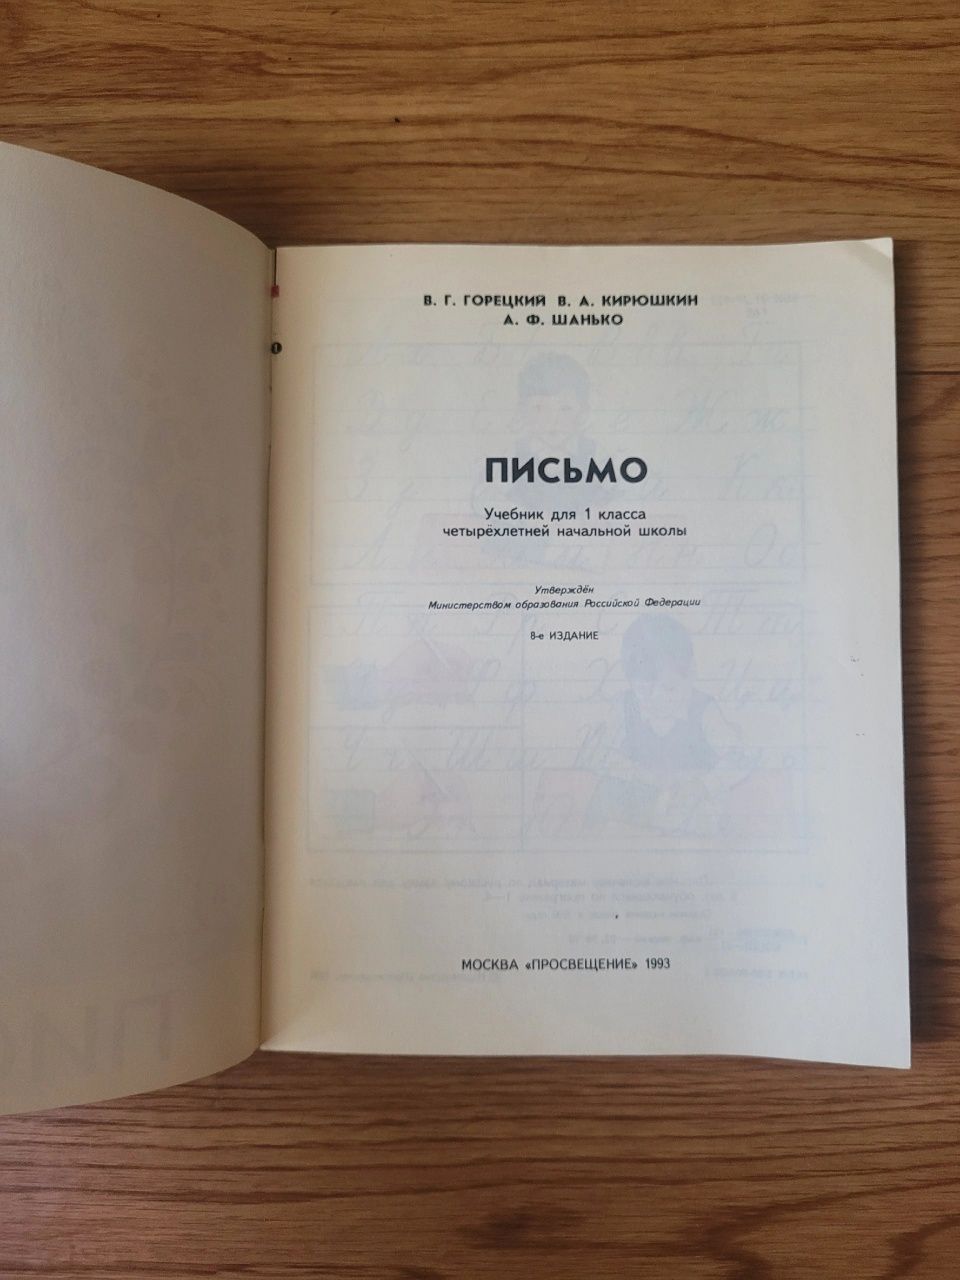 В. Г. ГОРЕЦКИЙ В. А. КИРЮШКИН
А. Ф. ШАНЬКО
ПИСЬМО
Учебник для 1 класса
четырёхлетней начальной школы
Утверждён
Министерством образования Российской Федерации
8-е ИЗДАНИЕ
МОСКВА «ПРОСВЕЩЕНИЕ» 1993